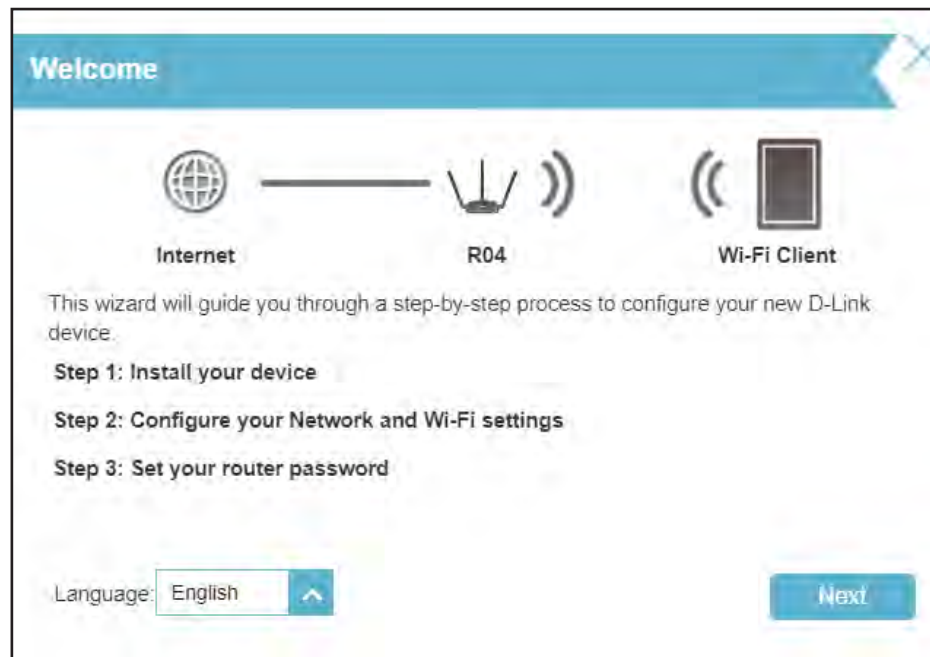 Welcome
Internet R04 Wi-Fi Client
This wizard will guide you through a step-by-step process to configure your new D-Link
device.
Step 1: Install your device
Step 2: Configure your Network and Wi-Fi settings
Step 3: Set your router password
Language: English Next